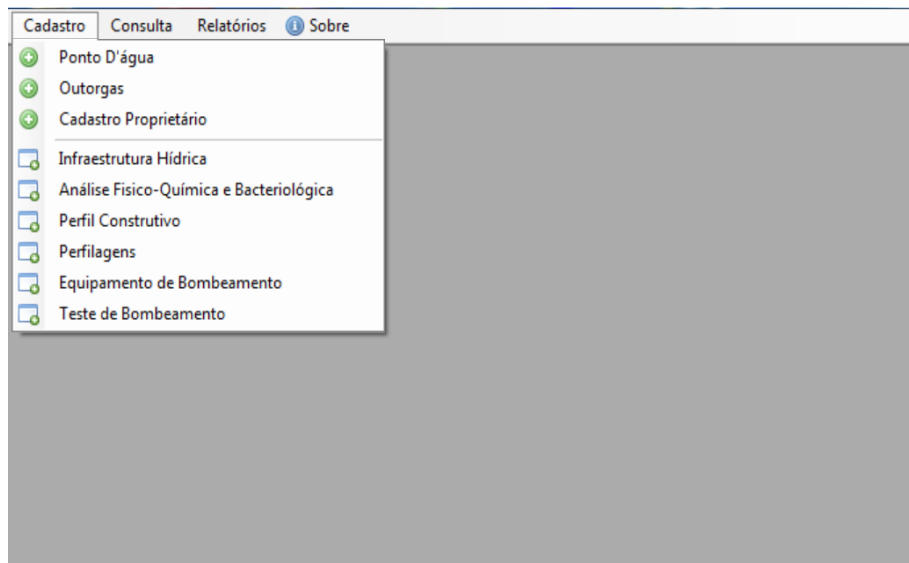 Cadastro Consulta Relatórios Sobre
Ponto D'água
Outorgas
Cadastro Proprietário
Infraestrutura Hídrica
Análise Fisico-Química e Bacteriológica
Perfil Construtivo
Perfilagens
Equipamento de Bombeamento
Teste de Bombeamento